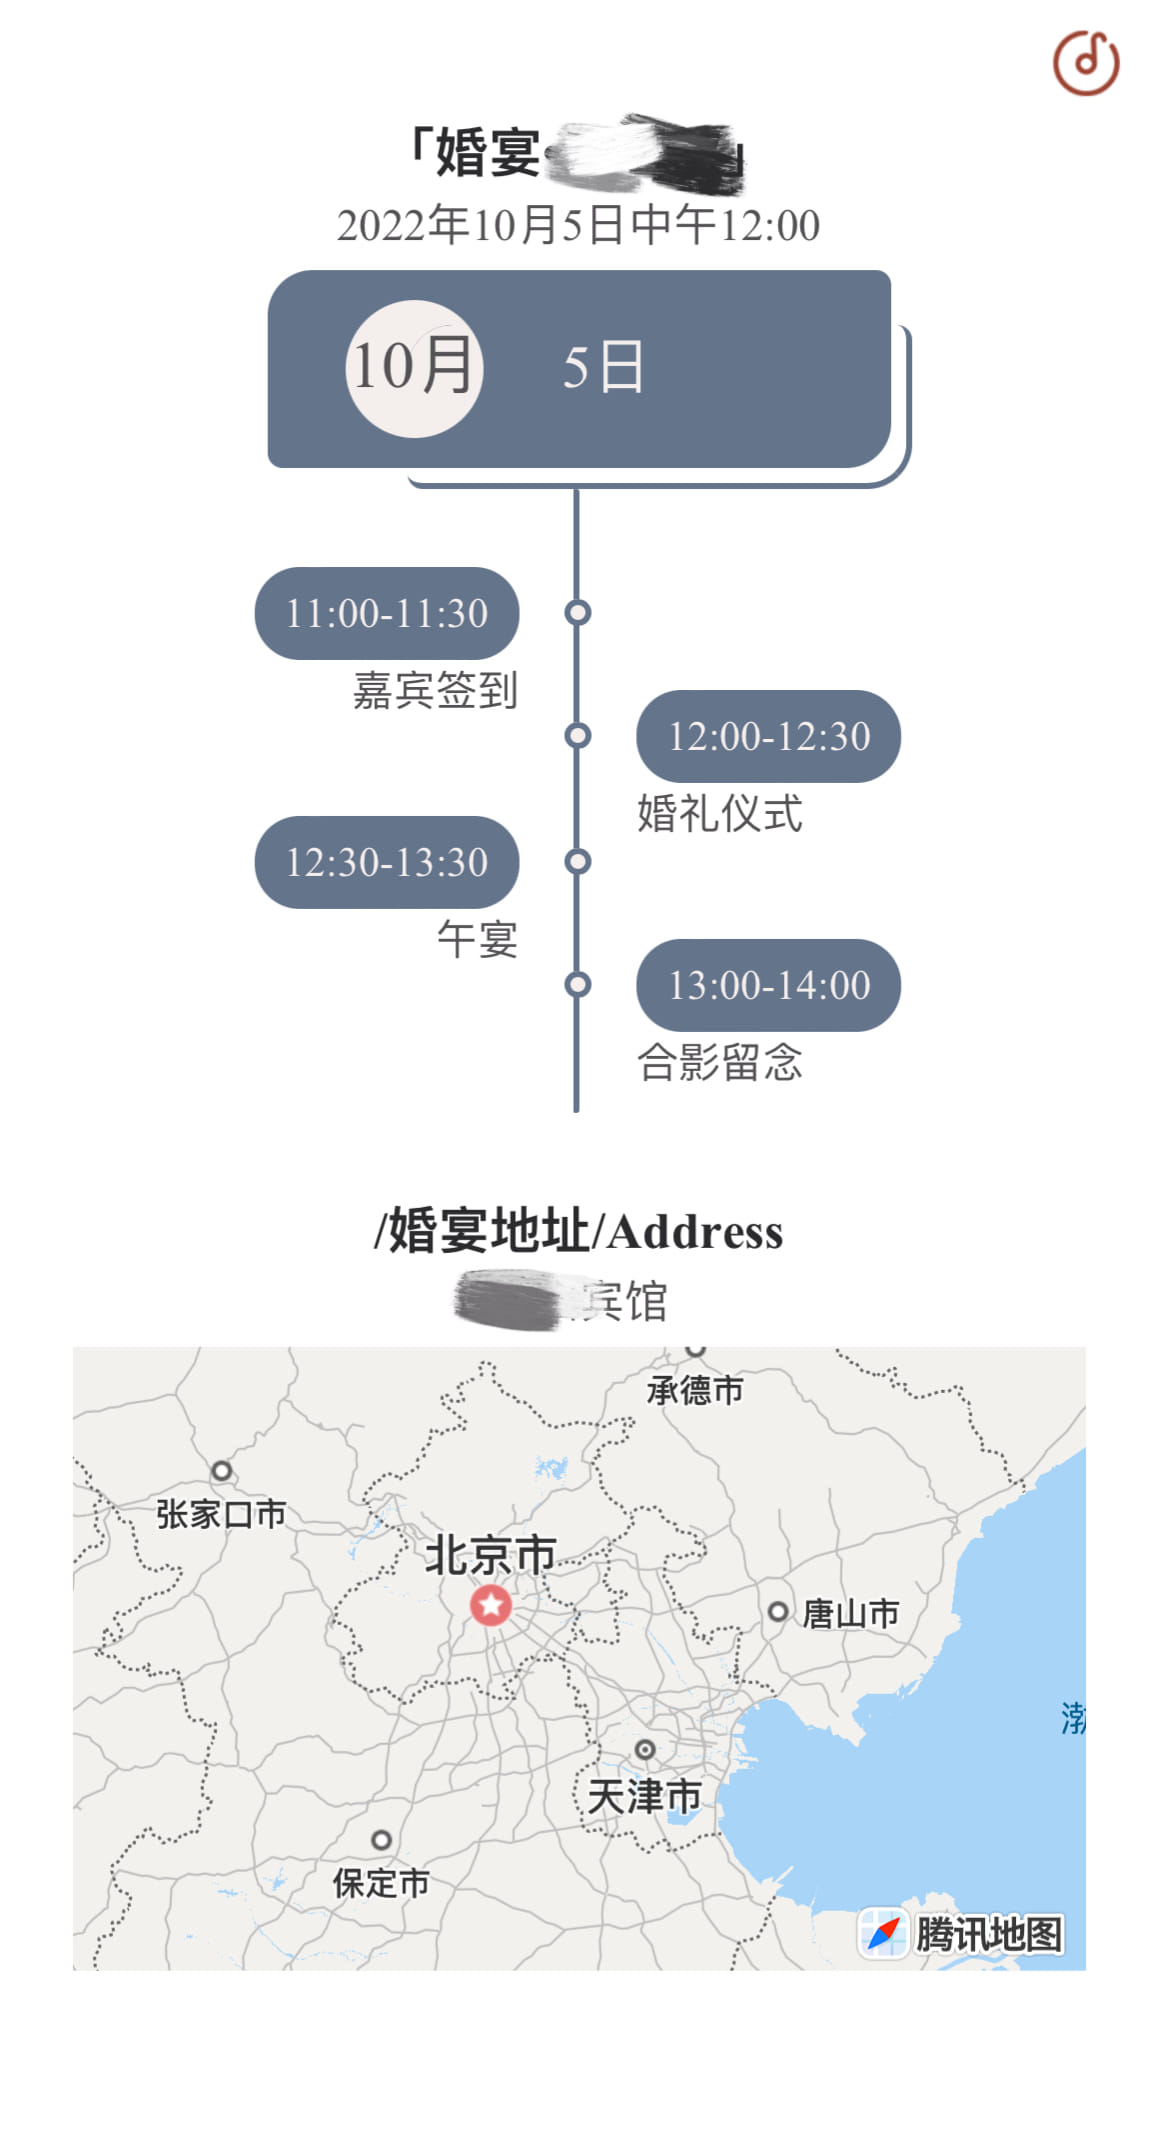 「婚宴
2022年10月5日中午12:00
10月 5日
11:00-11:30
嘉宾签到
12:00-12:30
婚礼仪式
12:30-13:30
午宴
13:00-14:00
合影留念
/婚宴地址/Address
宾馆
承德市
张家口市
北京市
唐山市
渤
天津市
保定市
腾讯地图